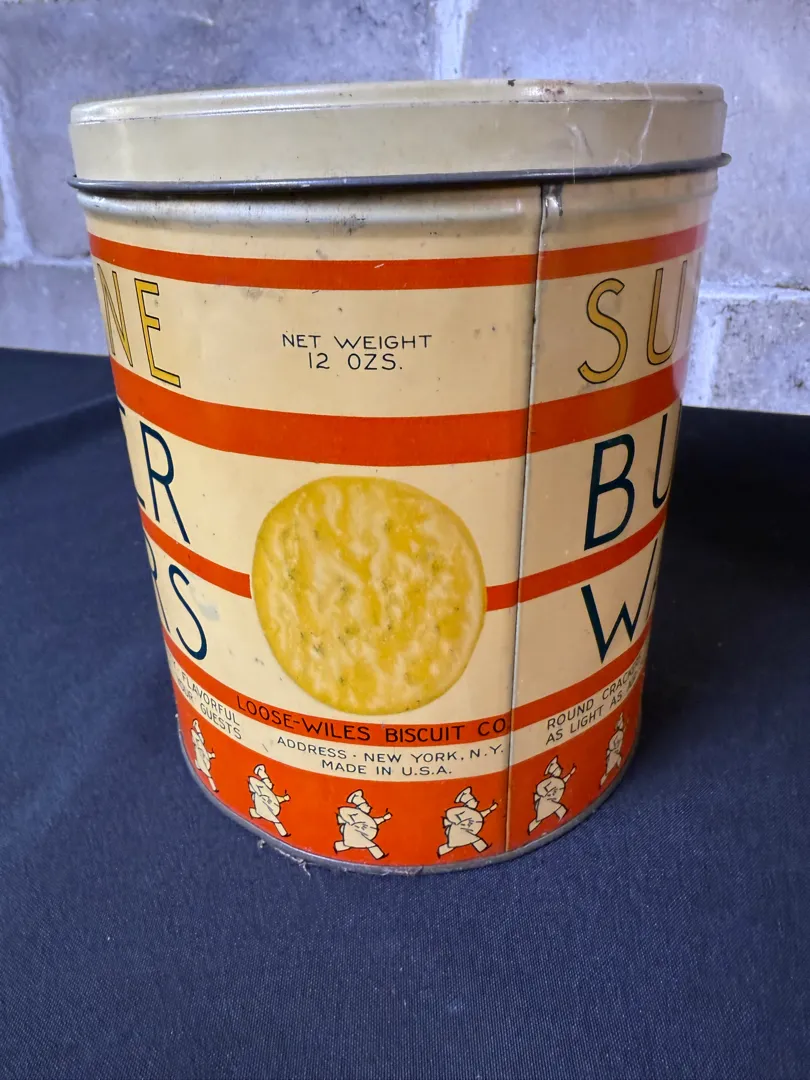 NE
SU
NET WEIGHT
12 OZS.
ER
BU
RS
W
FLAVORFUL
GUESTS
LOOSE-WILES BISCUIT CO
ADDRESS - NEW YORK, N.Y.
MADE IN U.S.A.
ROUND CRACKE
AS LIGHT AS